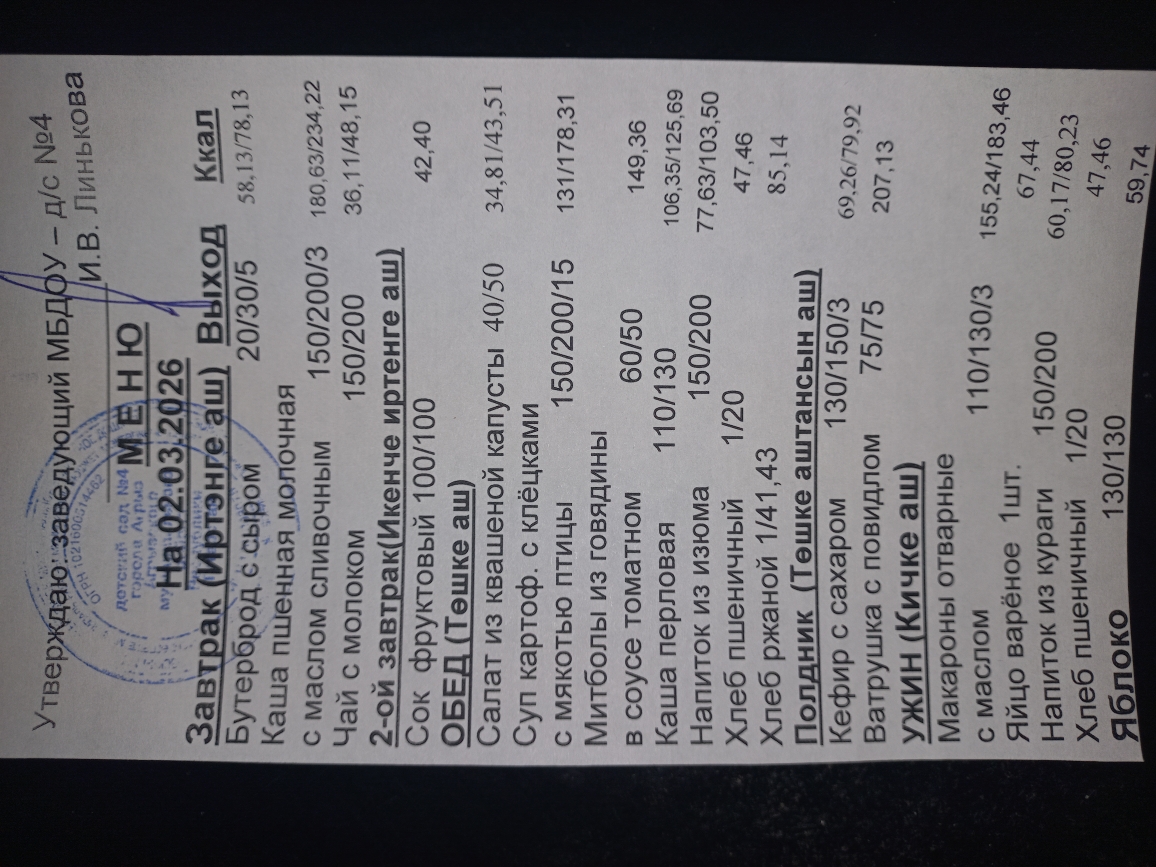 Утверждаю: заведующий МБДОУ – д/с №4
И.В. Линькова
М Е Н Ю
На 02.03.2026
Завтрак (Иртәнге аш) Выход Ккал
Бутерброд с сыром 20/30/5 58,13/78,13
Каша пшенная молочная
с маслом сливочным 150/200/3 180,63/234,22
Чай с молоком 150/200 36,11/48,15
2-ой завтрак(Икенче иртенге аш)
Сок фруктовый 100/100 42,40
ОБЕД (Төшке аш)
Салат из квашеной капусты 40/50 34,81/43,51
Суп картоф. с клёцками
с мякотью птицы 150/200/15 131/178,31
Митболы из говядины
в соусе томатном 60/50 149,36
Каша перловая 110/130 106,35/125,69
Напиток из изюма 150/200 77,63/103,50
Хлеб пшеничный 1/20 47,46
Хлеб ржаной 1/41,43 85,14
Полдник (Төшке аштансын аш)
Кефир с сахаром 130/150/3 69,26/79,92
Ватрушка с повидлом 75/75 207,13
УЖИН (Кичке аш)
Макароны отварные
с маслом 110/130/3 155,24/183,46
Яйцо варёное 1шт. 67,44
Напиток из кураги 150/200 60,17/80,23
Хлеб пшеничный 1/20 47,46
Яблоко 130/130 59,74
детский сад №4
города Агрыз
ОГРН 1021606514462